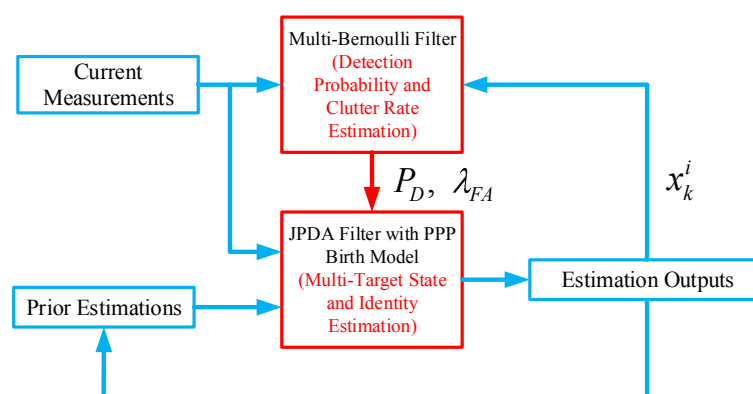 Multi-Bernoulli Filter
(Detection
Probability and
Clutter Rate
Estimation)
Current
Measurements
P_D, λ_FA
x_k^i
JPDA Filter with PPP
Birth Model
(Multi-Target State
and Identity
Estimation)
Estimation Outputs
Prior Estimations